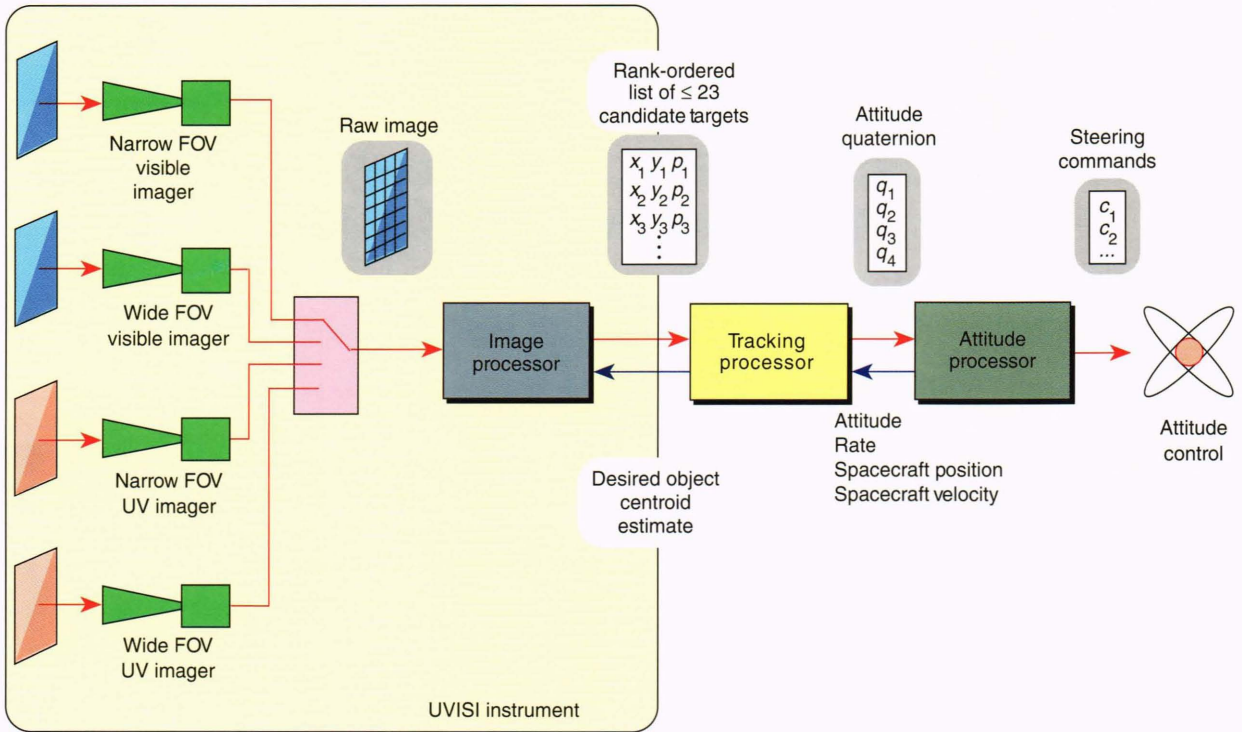 Narrow FOV
visible
imager
Wide FOV
visible imager
Narrow FOV
UV imager
Wide FOV
UV imager
Raw image
Image
processor
UVISI instrument
Rank-ordered
list of ≤ 23
candidate targets
x₁ y₁ p₁
x₂ y₂ p₂
x₃ y₃ p₃
⋮
Desired object
centroid
estimate
Tracking
processor
Attitude
quaternion
q₁
q₂
q₃
q₄
Attitude
Rate
Spacecraft position
Spacecraft velocity
Attitude
processor
Steering
commands
c₁
c₂
...
Attitude
control